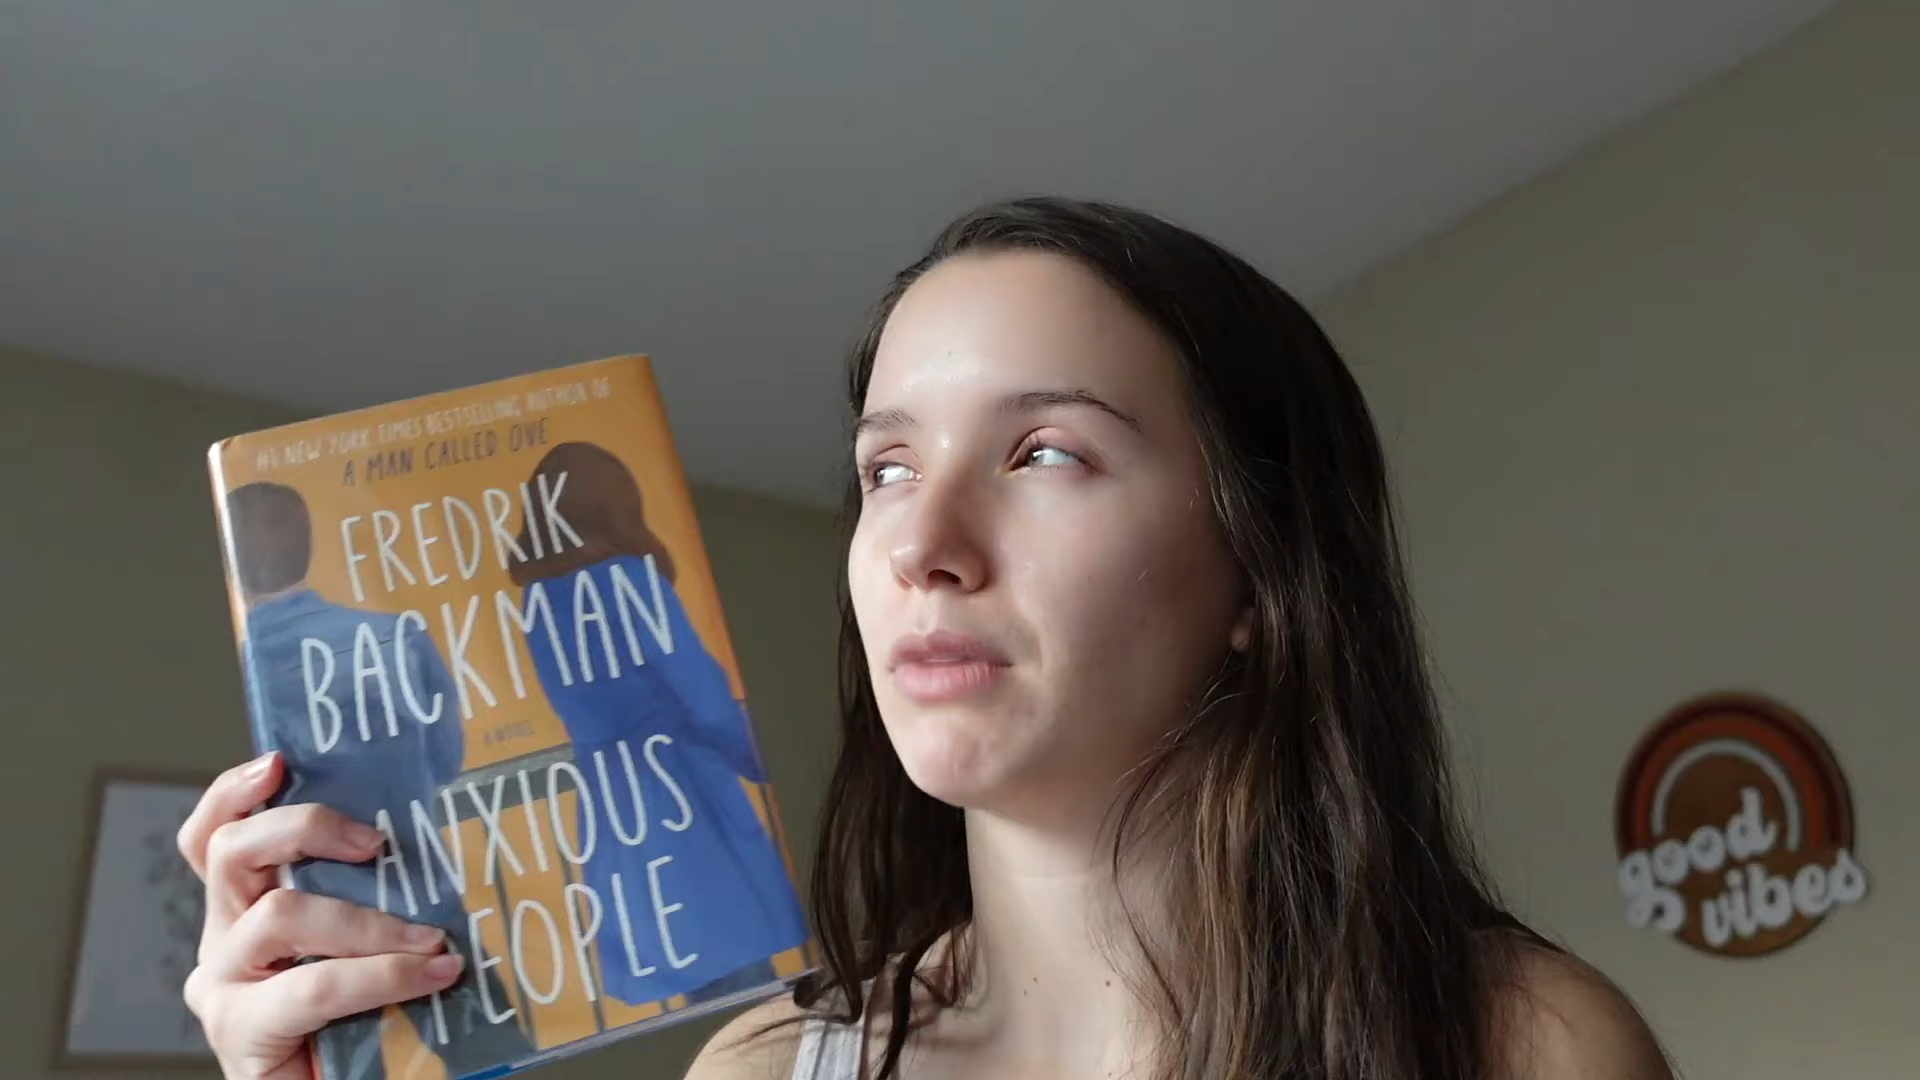 #1 NEW YORK TIMES BESTSELLING AUTHOR OF
A MAN CALLED OVE
FREDRIK
BACKMAN
A NOVEL
ANXIOUS
PEOPLE
good
vibes